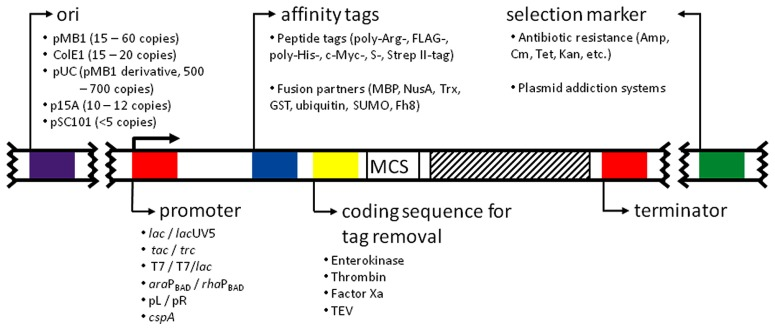 ori
pMB1 (15 – 60 copies)
ColE1 (15 – 20 copies)
pUC (pMB1 derivative, 500
– 700 copies)
p15A (10 – 12 copies)
pSC101 (<5 copies)
affinity tags
Peptide tags (poly-Arg-, FLAG-,
poly-His-, c-Myc-, S-, Strep II-tag)
Fusion partners (MBP, NusA, Trx,
GST, ubiquitin, SUMO, Fh8)
selection marker
Antibiotic resistance (Amp,
Cm, Tet, Kan, etc.)
Plasmid addiction systems
MCS
promoter
lac / lacUV5
tac / trc
T7 / T7/lac
araPBAD / rhaPBAD
pL / pR
cspA
coding sequence for
tag removal
Enterokinase
Thrombin
Factor Xa
TEV
terminator